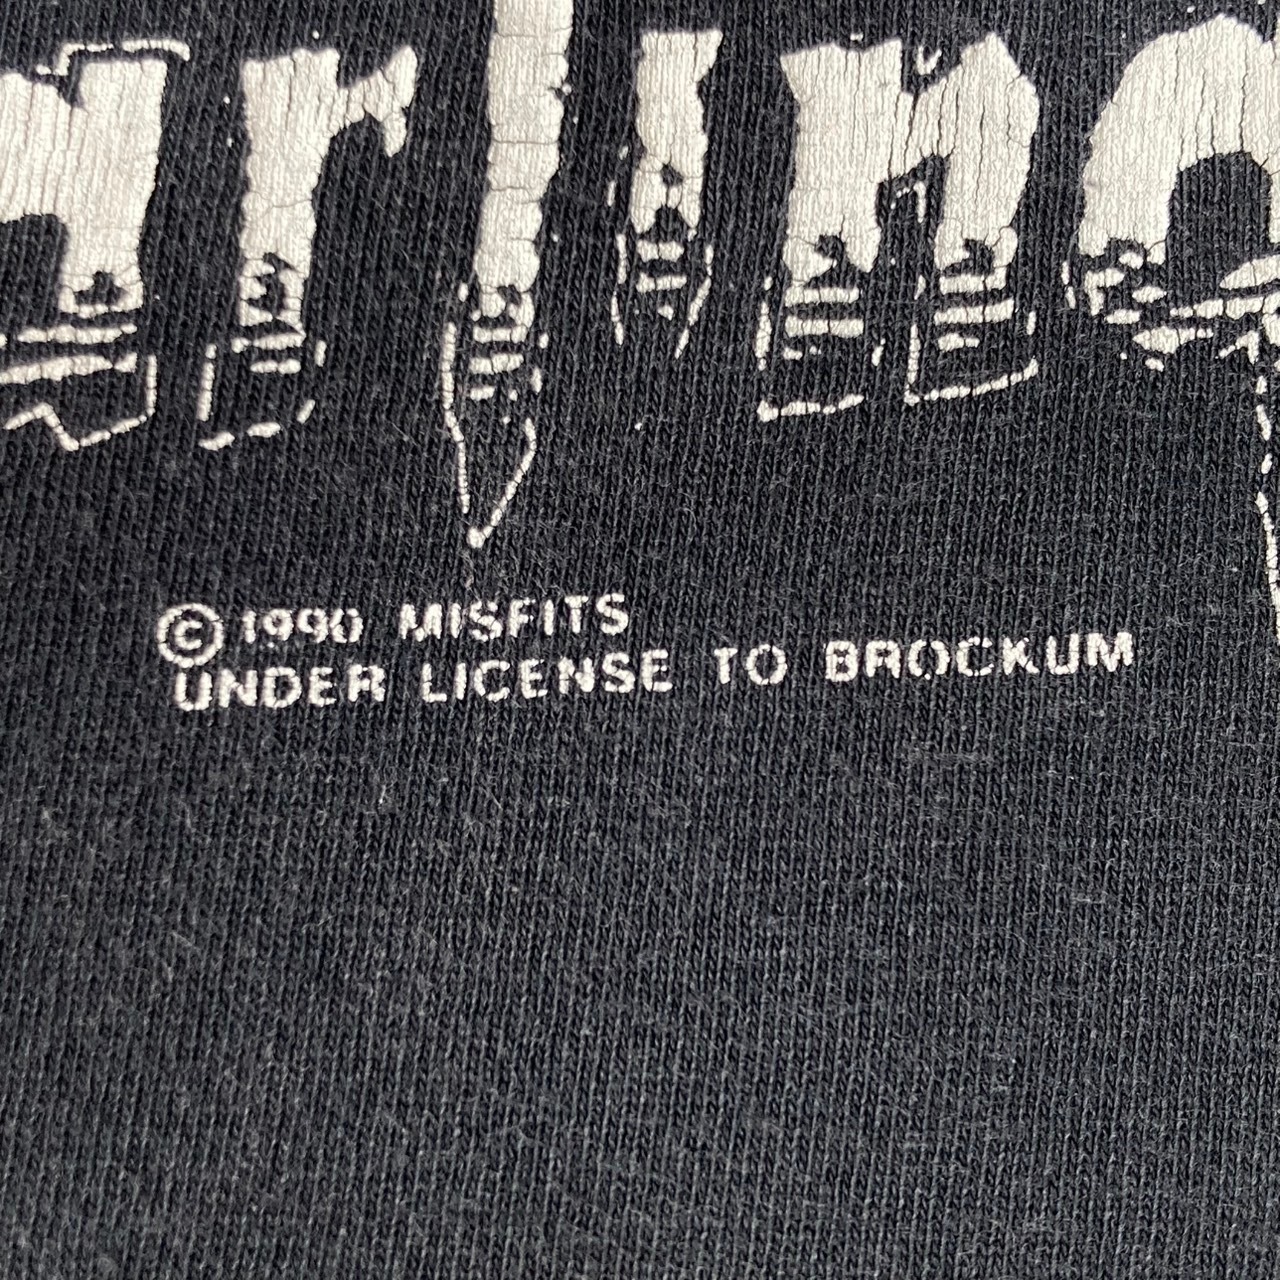 ©1990 MISFITS
UNDER LICENSE TO BROCKUM